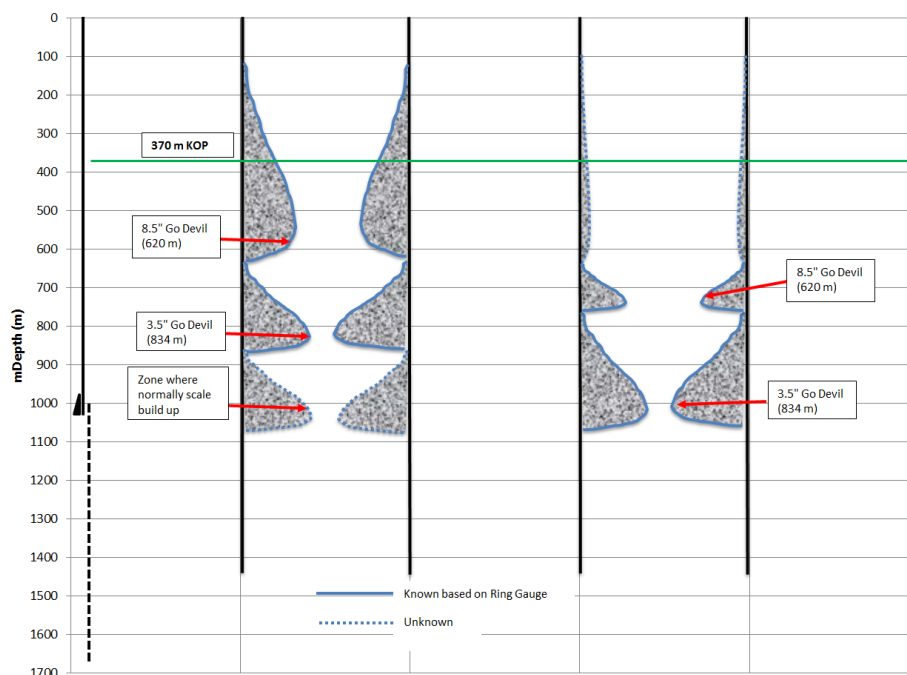 0
100
200
300
370 m KOP
400
500
8.5" Go Devil
(620 m)
600
700
8.5" Go Devil
(620 m)
800
3.5" Go Devil
(834 m)
900
Zone where
normally scale
build up
1000
3.5" Go Devil
(834 m)
1100
1200
1300
1400
1500
1600
1700
mDepth (m)
Known based on Ring Gauge
Unknown